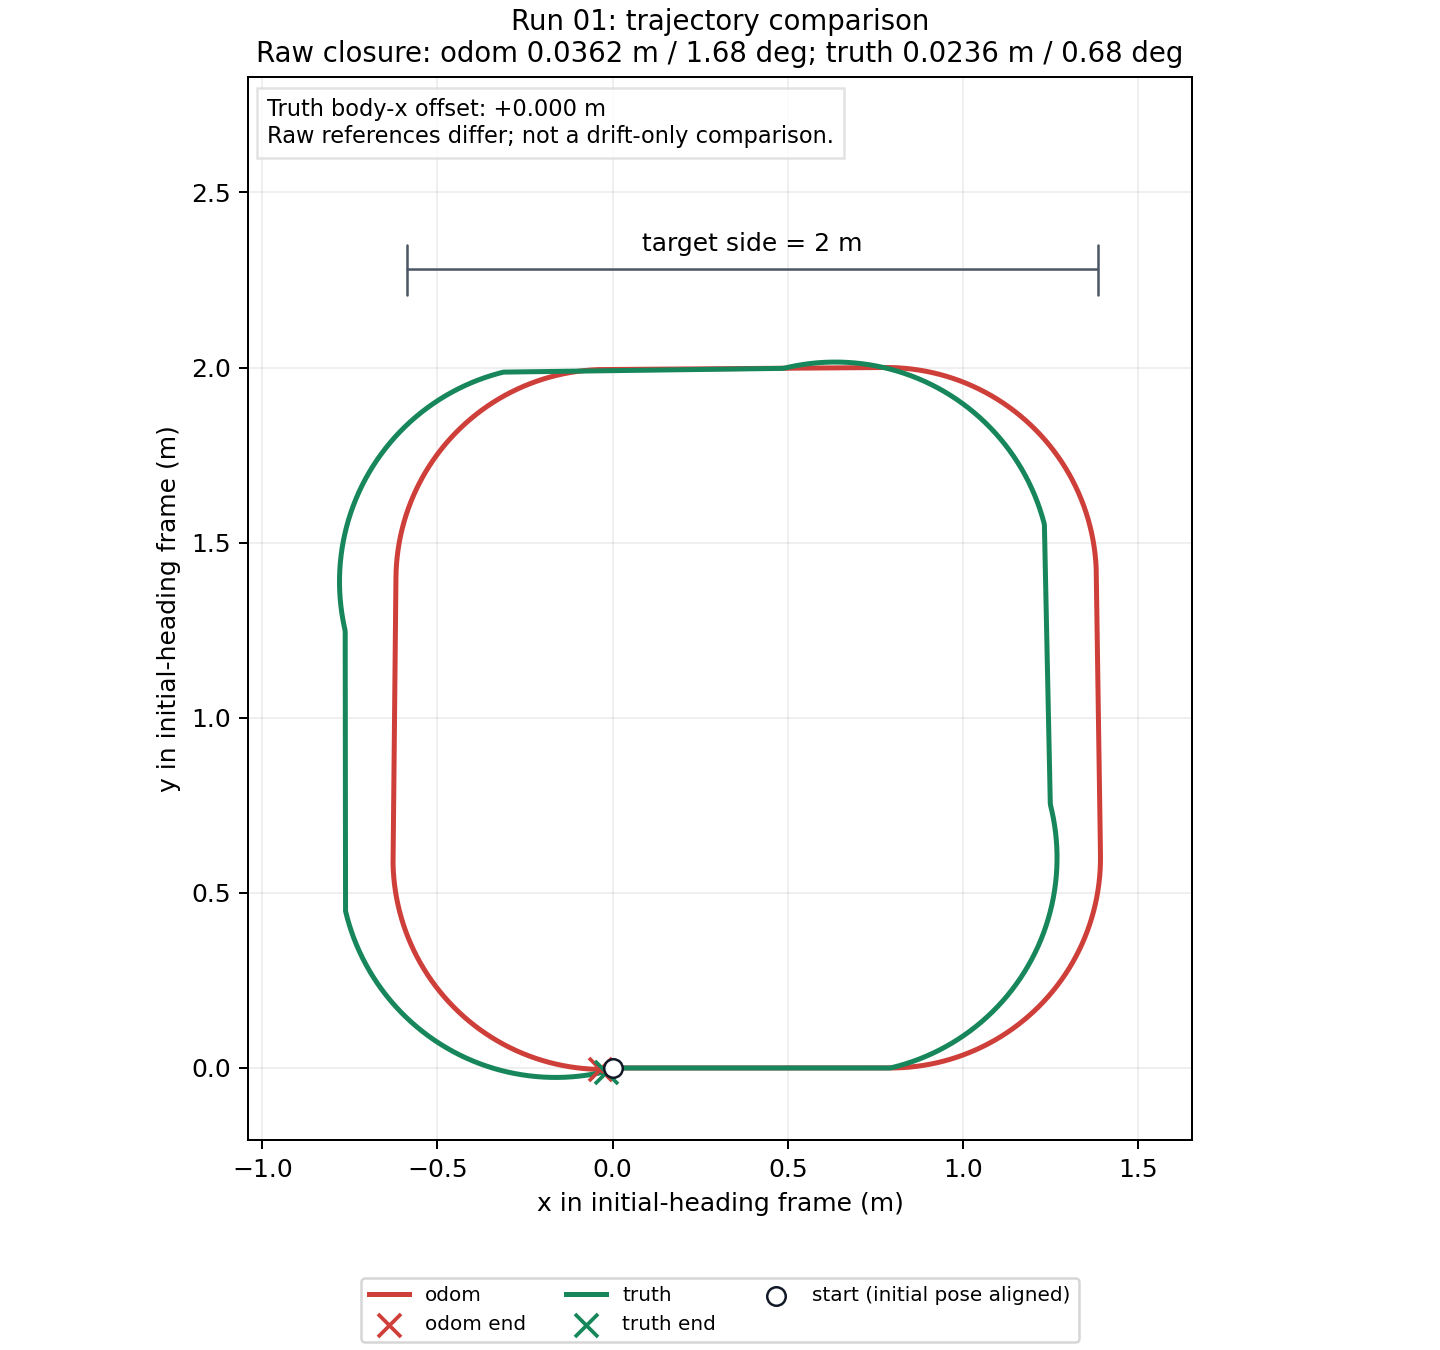 Run 01: trajectory comparison
Raw closure: odom 0.0362 m / 1.68 deg; truth 0.0236 m / 0.68 deg
Truth body-x offset: +0.000 m
Raw references differ; not a drift-only comparison.
target side = 2 m
y in initial-heading frame (m)
2.5
2.0
1.5
1.0
0.5
0.0
−1.0 −0.5 0.0 0.5 1.0 1.5
x in initial-heading frame (m)
odom truth start (initial pose aligned)
odom end truth end